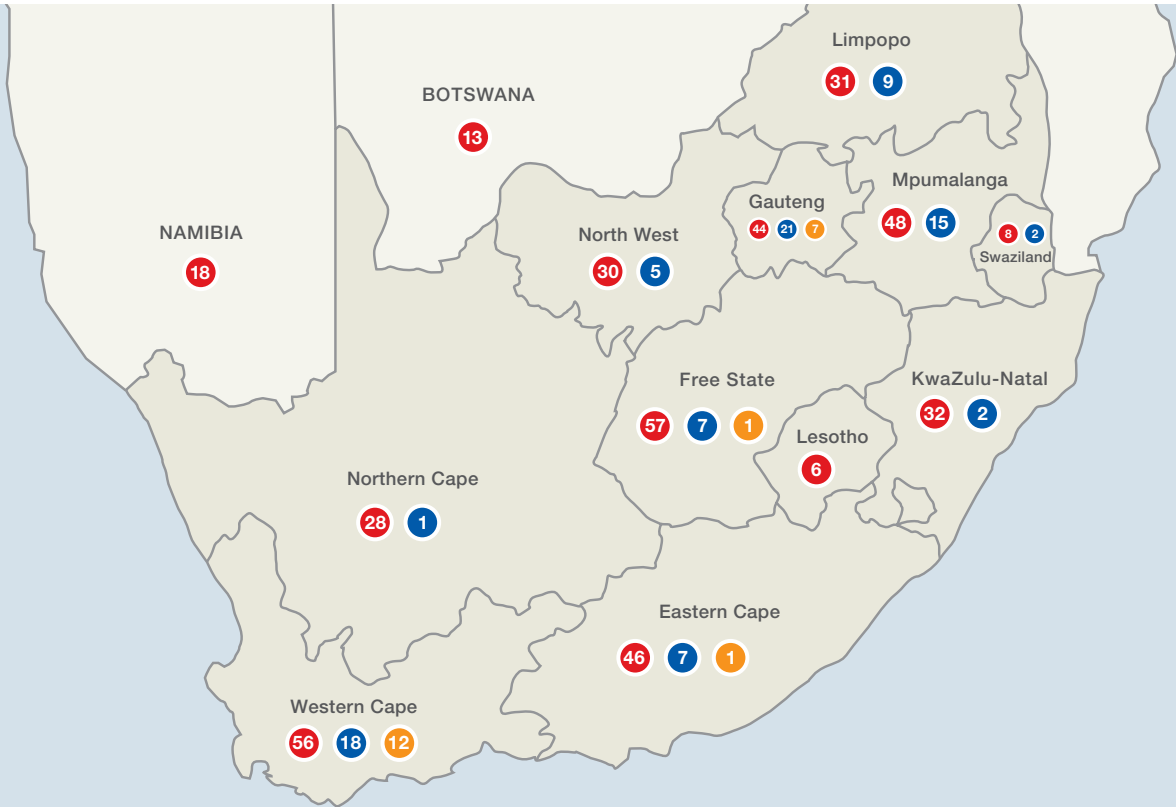 Limpopo
31 9
BOTSWANA
13
Mpumalanga
48 15
Gauteng
44 21 7
8 2
Swaziland
NAMIBIA
18
North West
30 5
Free State
57 7 1
KwaZulu-Natal
32 2
Lesotho
6
Northern Cape
28 1
Eastern Cape
46 7 1
Western Cape
56 18 12